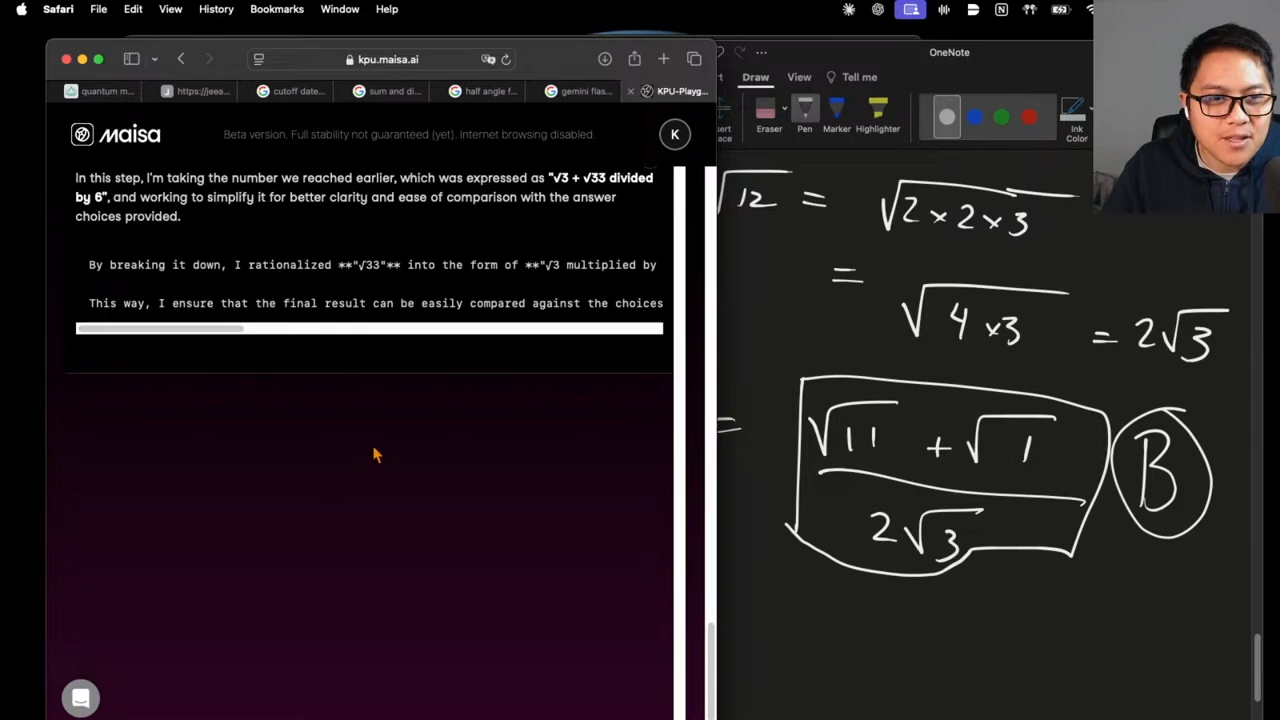 Safari File Edit View History Bookmarks Window Help
kpu.maisa.ai
OneNote
Draw View Tell me
quantum m... https://jeea... cutoff date... sum and di... half angle f... gemini flas... KPU-Playg...
Eraser Pen Marker Highlighter Ink Color
maisa Beta version. Full stability not guaranteed (yet). Internet browsing disabled. K
In this step, I'm taking the number we reached earlier, which was expressed as "√3 + √33 divided
by 6", and working to simplify it for better clarity and ease of comparison with the answer
choices provided.
By breaking it down, I rationalized **"√33"** into the form of **"√3 multiplied by
This way, I ensure that the final result can be easily compared against the choices
√12 = √2 × 2 × 3
= √4 × 3 = 2√3
= √11 + √1 B
2√3